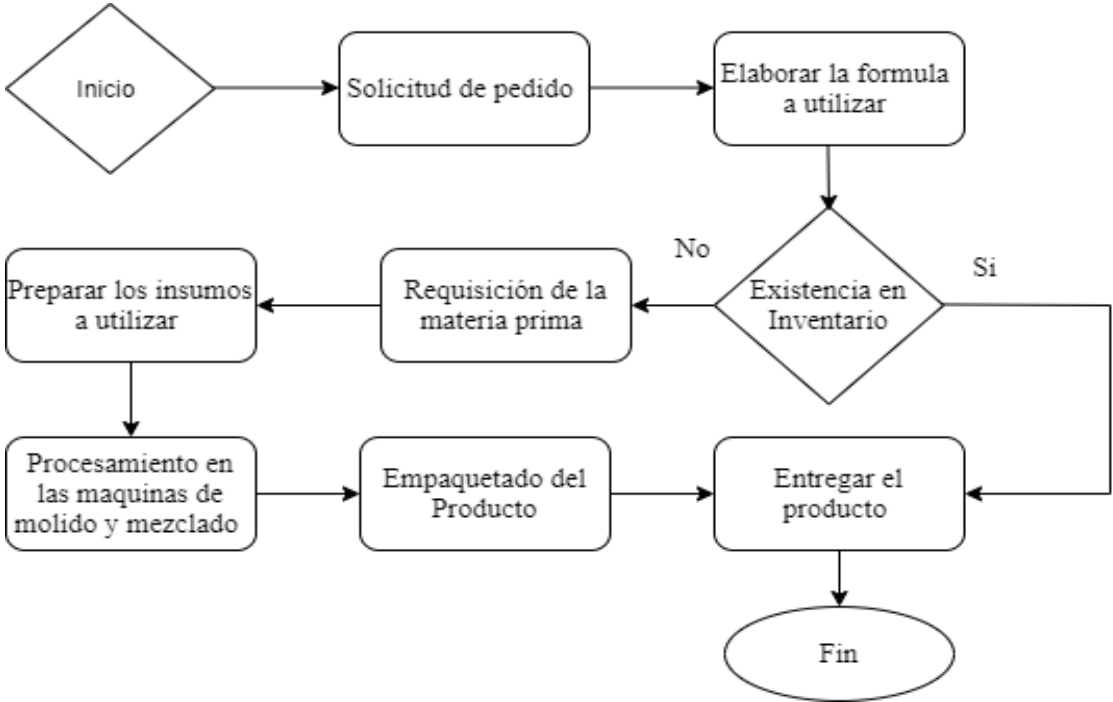 Inicio
Solicitud de pedido
Elaborar la formula
a utilizar
No
Si
Existencia en
Inventario
Requisición de la
materia prima
Preparar los insumos
a utilizar
Procesamiento en
las maquinas de
molido y mezclado
Empaquetado del
Producto
Entregar el
producto
Fin